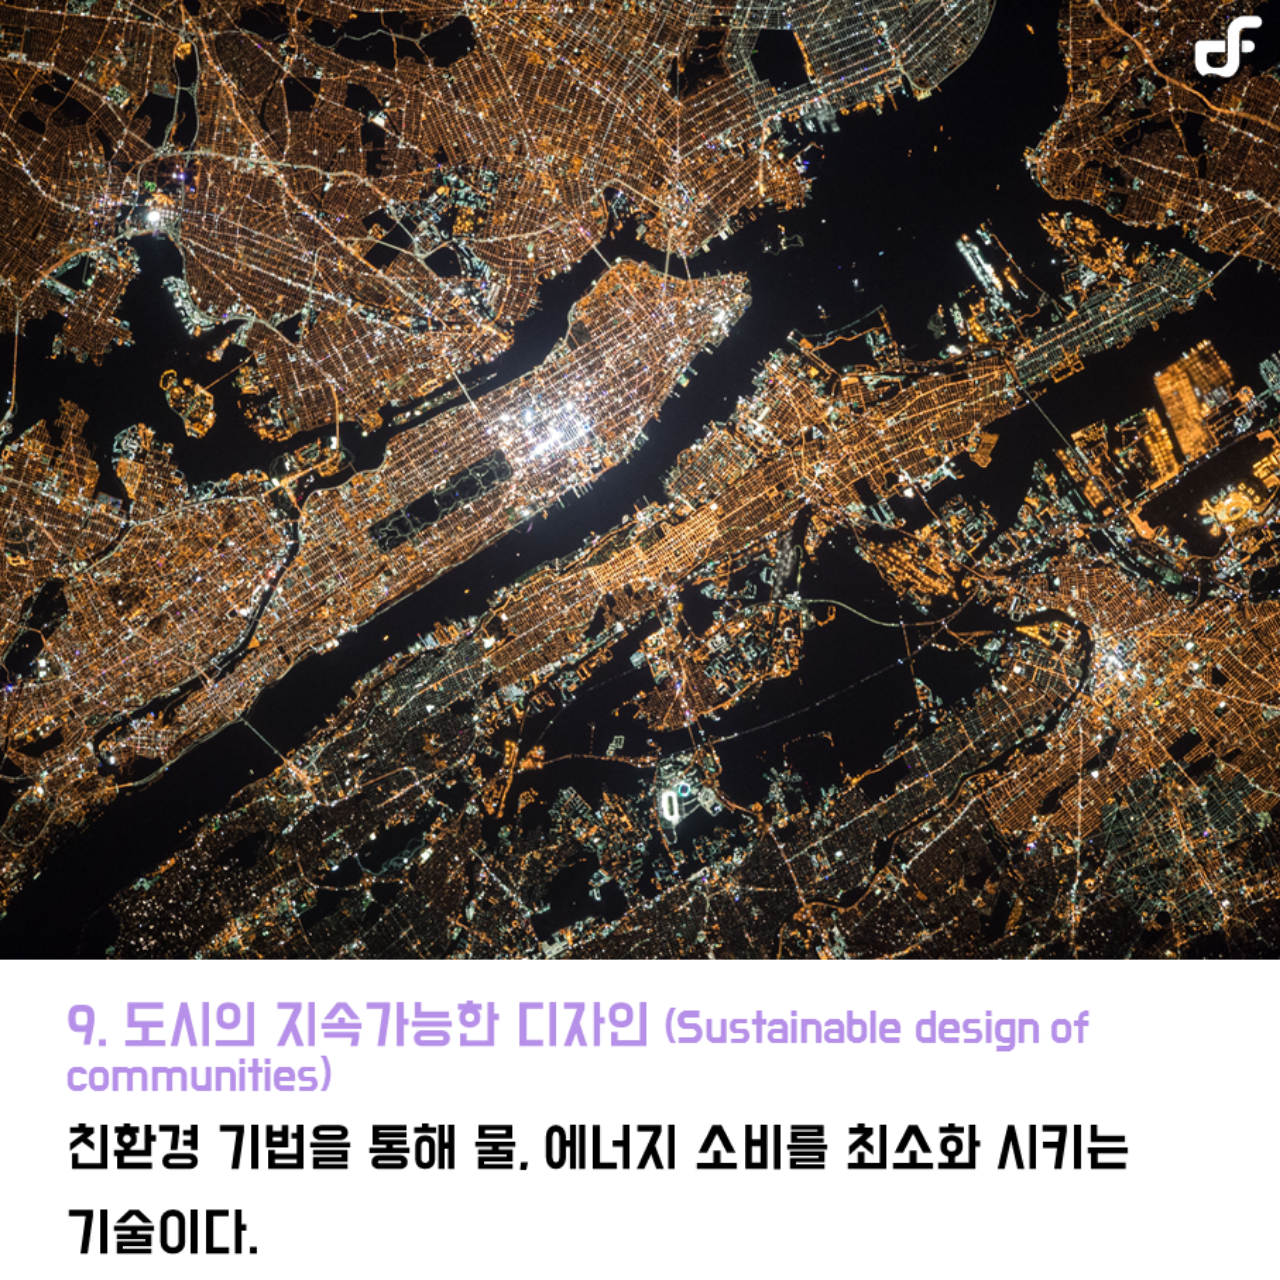 9. 도시의 지속가능한 디자인 (Sustainable design of
communities)
친환경 기법을 통해 물, 에너지 소비를 최소화 시키는
기술이다.